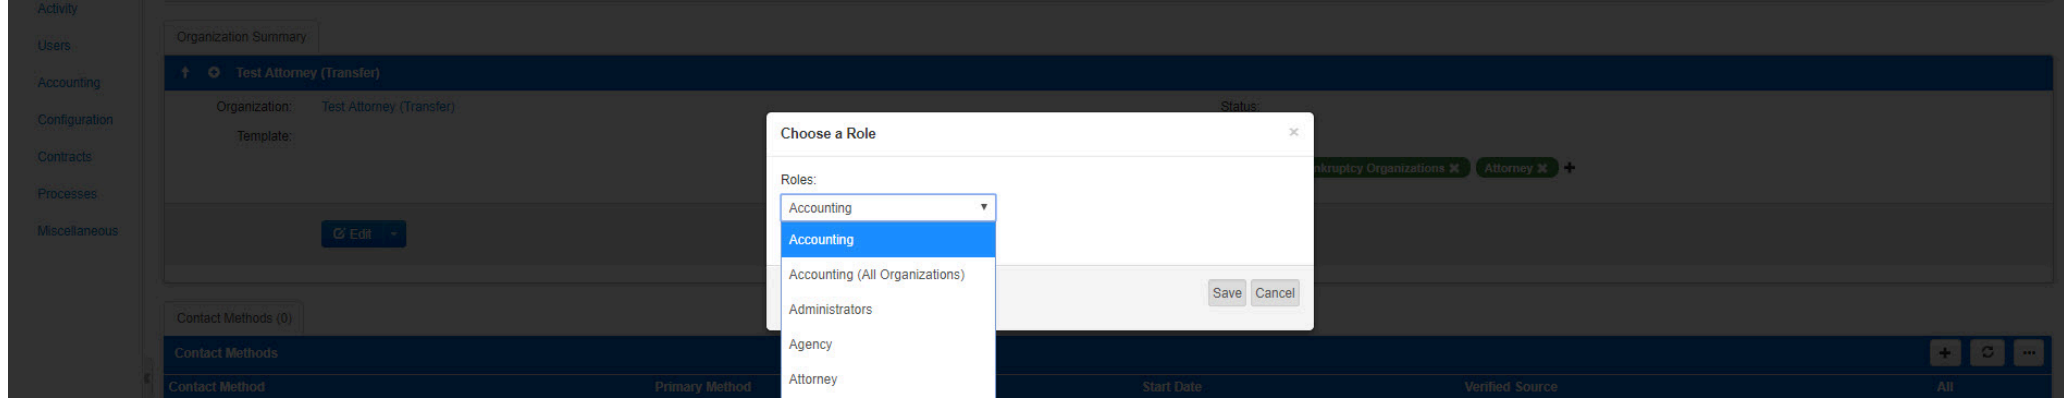 Activity
Users
Accounting
Configuration
Contracts
Processes
Miscellaneous
Organization Summary
Test Attorney (Transfer)
Organization: Test Attorney (Transfer)
Template:
Status:
nkruptcy Organizations Attorney
Edit
Choose a Role
Roles:
Accounting
Accounting
Accounting (All Organizations)
Administrators
Agency
Attorney
Save Cancel
Contact Methods (0)
Contact Methods
Contact Method Primary Method Start Date Verified Source All